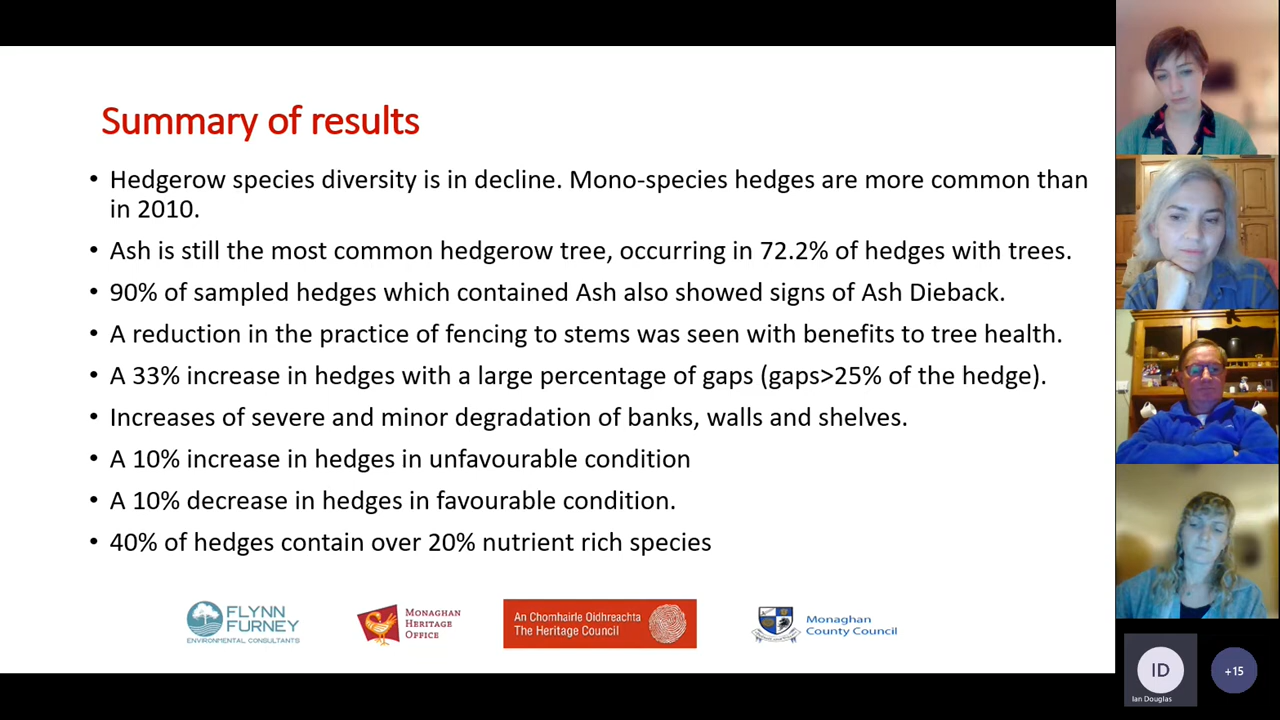 Summary of results
• Hedgerow species diversity is in decline. Mono-species hedges are more common than
in 2010.
• Ash is still the most common hedgerow tree, occurring in 72.2% of hedges with trees.
• 90% of sampled hedges which contained Ash also showed signs of Ash Dieback.
• A reduction in the practice of fencing to stems was seen with benefits to tree health.
• A 33% increase in hedges with a large percentage of gaps (gaps>25% of the hedge).
• Increases of severe and minor degradation of banks, walls and shelves.
• A 10% increase in hedges in unfavourable condition
• A 10% decrease in hedges in favourable condition.
• 40% of hedges contain over 20% nutrient rich species
FLYNN
FURNEY
ENVIRONMENTAL CONSULTANTS
MONAGHAN
HERITAGE
OFFICE
An Chomhairle Oidhreachta
The Heritage Council
Monaghan
County Council
ID
Ian Douglas
+15